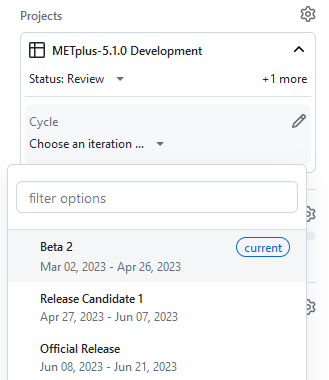 Projects
METplus-5.1.0 Development
Status: Review +1 more
Cycle
Choose an iteration ...
filter options
Beta 2 current
Mar 02, 2023 - Apr 26, 2023
Release Candidate 1
Apr 27, 2023 - Jun 07, 2023
Official Release
Jun 08, 2023 - Jun 21, 2023